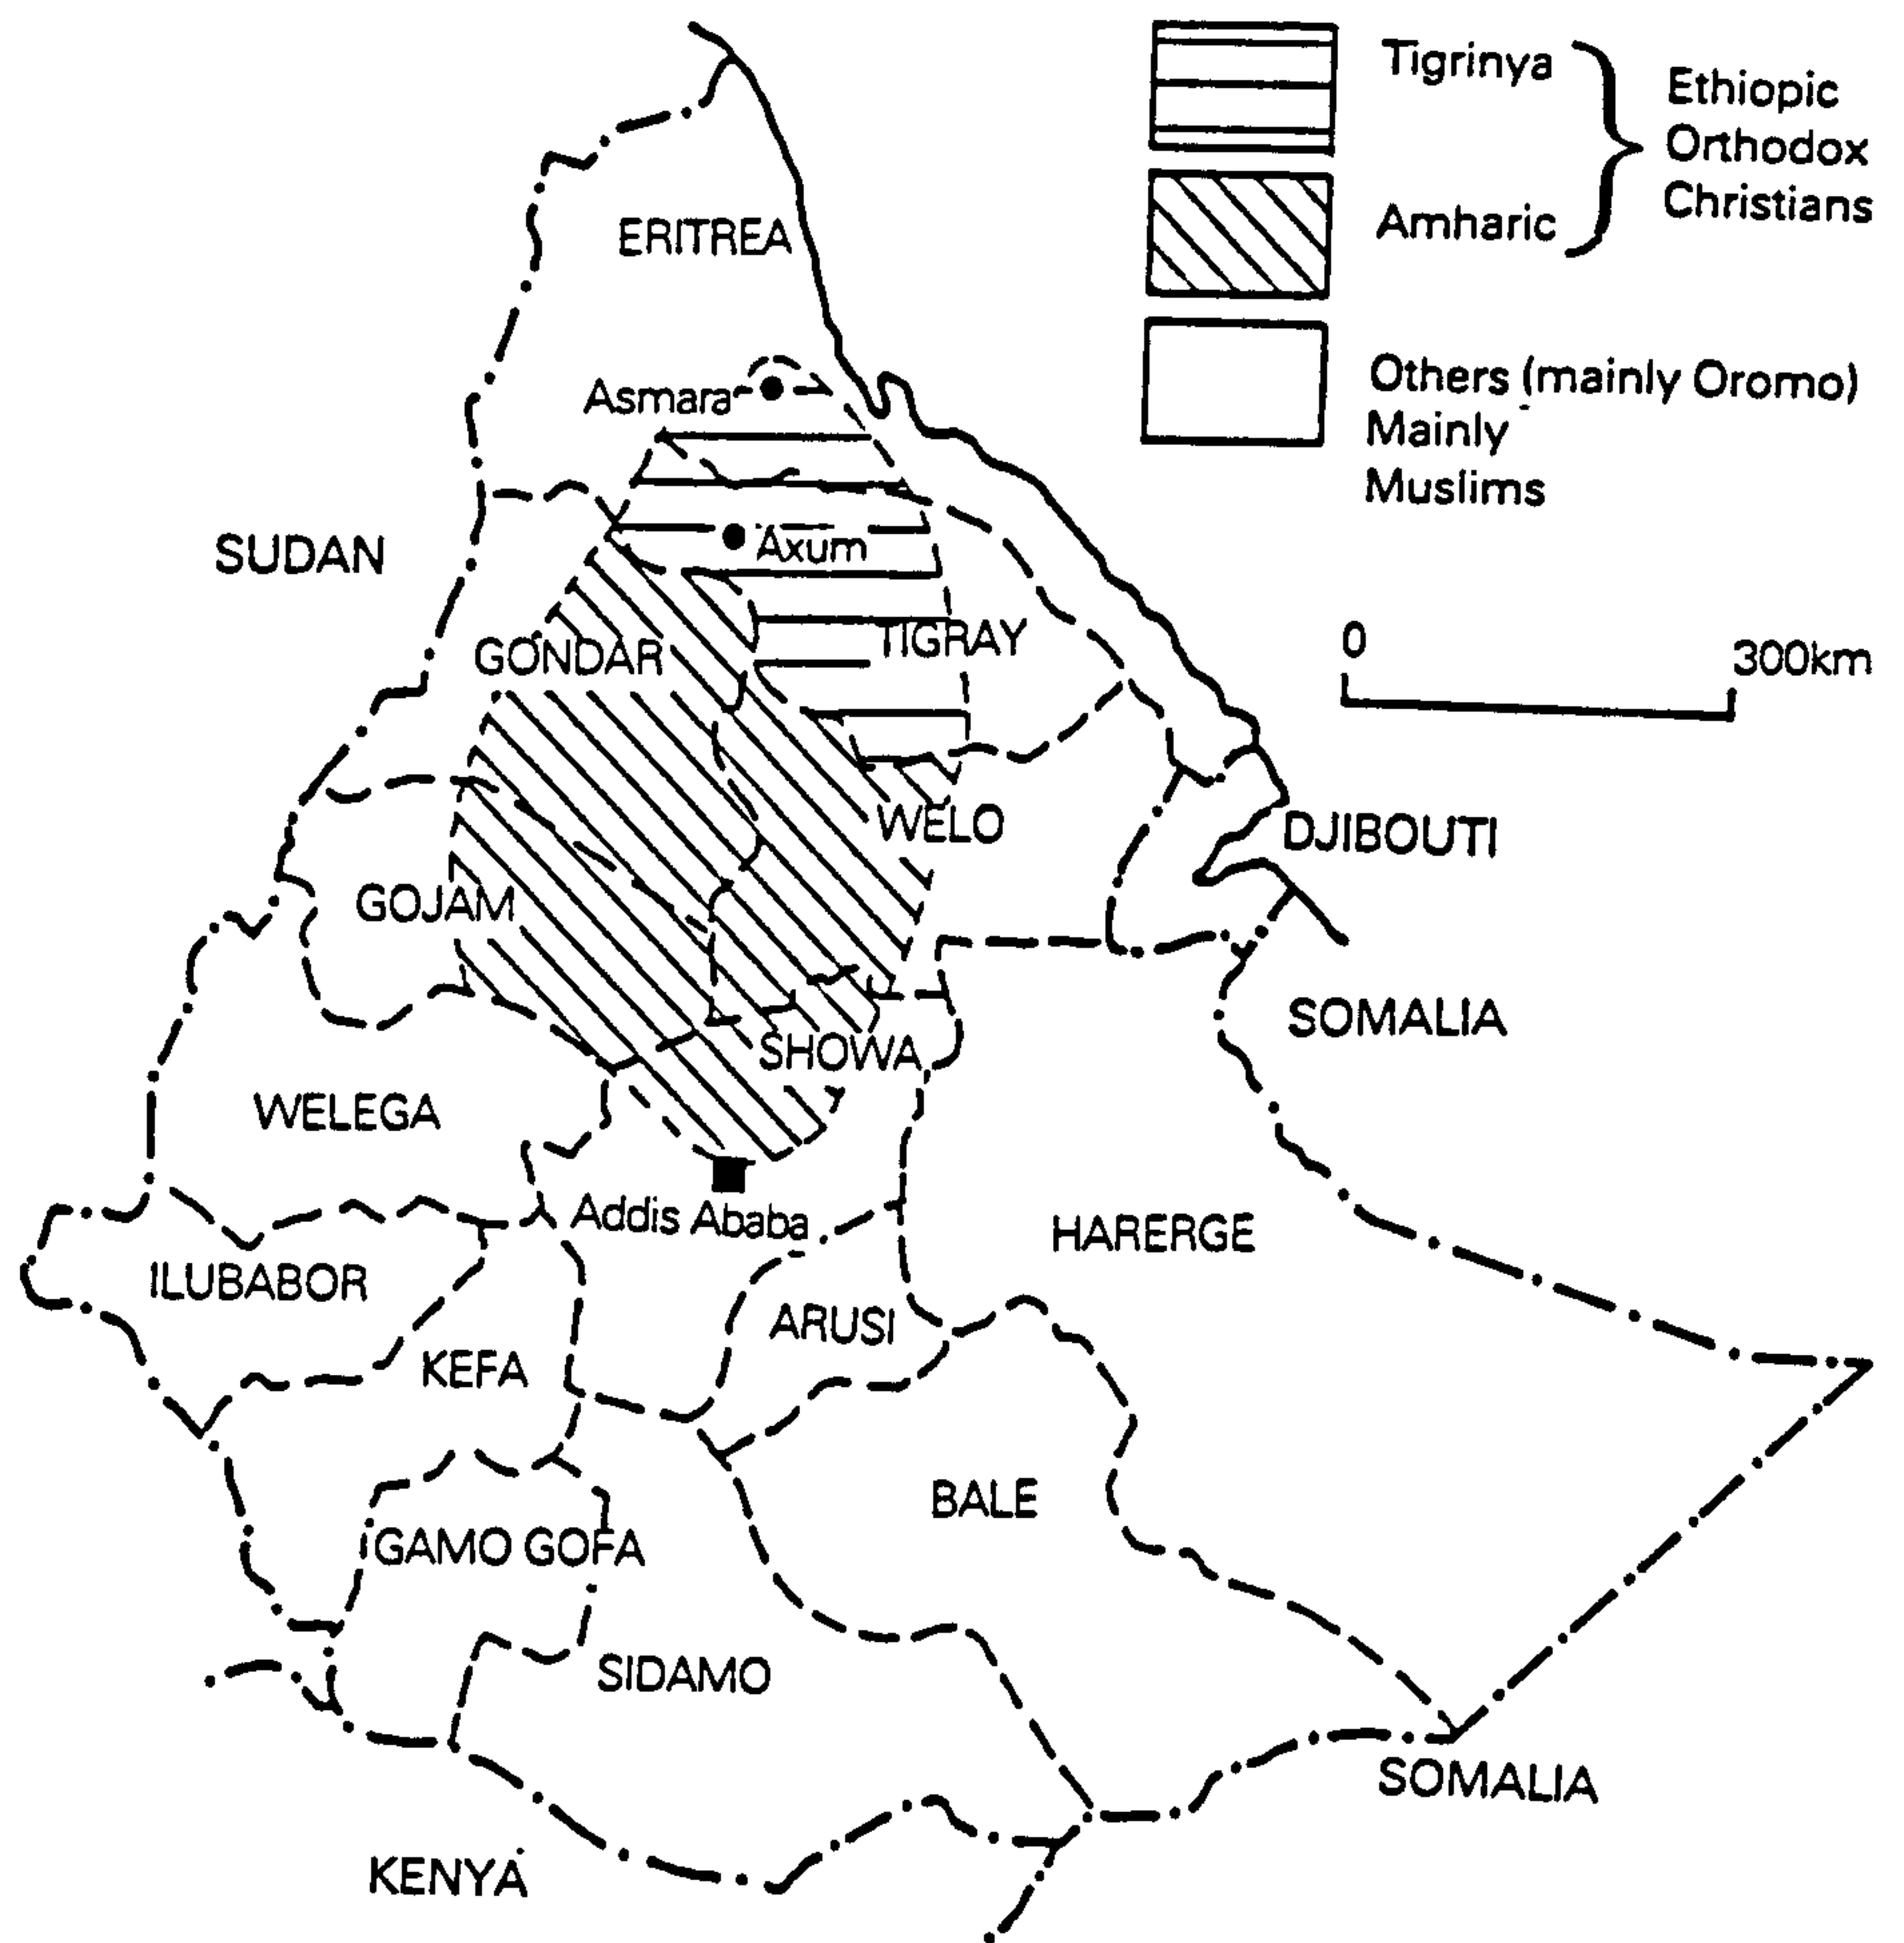 Tigrinya
Ethiopic
Orthodox
Christians
Amharic
ERITREA
Others (mainly Oromo)
Mainly
Muslims
Asmara
SUDAN
Axum
GONDAR
TIGRAY
0
300km
WELO
DJIBOUTI
GOJAM
SOMALIA
SHOWA
WELEGA
Addis Ababa
HARERGE
ILUBABOR
ARUSI
KEFA
BALE
GAMO GOFA
SIDAMO
SOMALIA
KENYA